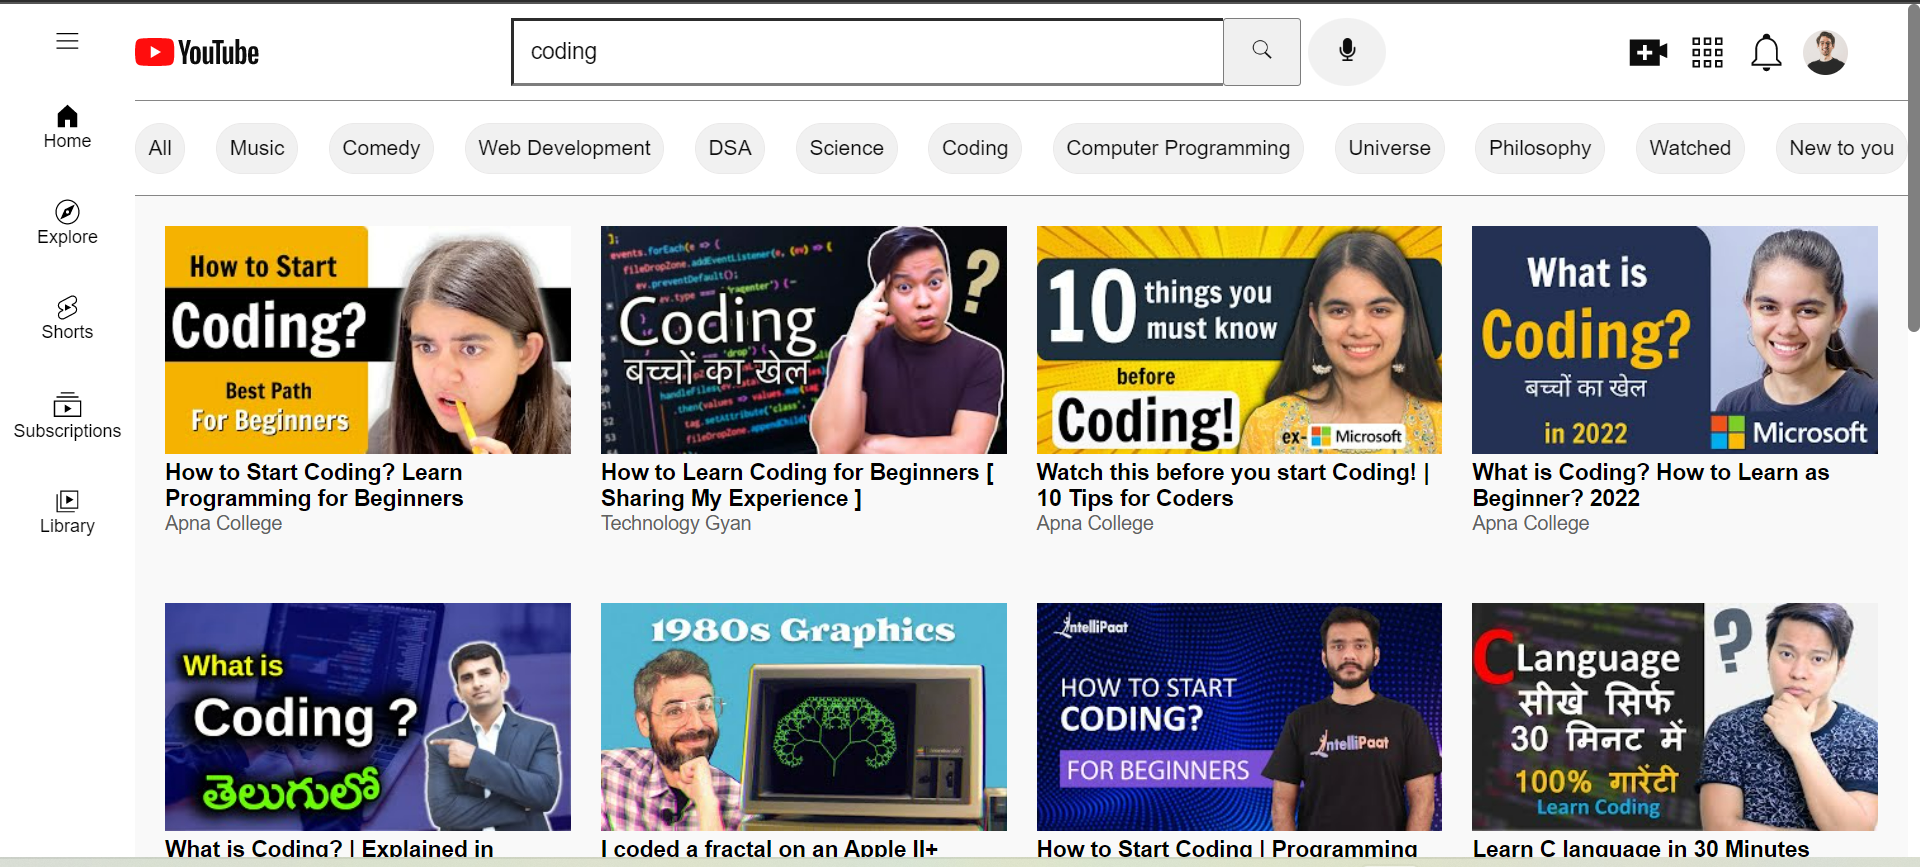 YouTube
coding
Home
Explore
Shorts
Subscriptions
Library
All
Music
Comedy
Web Development
DSA
Science
Coding
Computer Programming
Universe
Philosophy
Watched
New to you
How to Start
Coding?
Best Path
For Beginners
How to Start Coding? Learn
Programming for Beginners
Apna College
events.forEach(e => {
fileDropZone.addEventListener(e, (ev) => {
ev.preventDefault();
Coding
बच्चों का खेल
?
How to Learn Coding for Beginners [
Sharing My Experience ]
Technology Gyan
10 things you
must know
before
Coding!
ex- Microsoft
Watch this before you start Coding! |
10 Tips for Coders
Apna College
What is
Coding?
बच्चों का खेल
in 2022
Microsoft
What is Coding? How to Learn as
Beginner? 2022
Apna College
What is
Coding ?
తెలుగులో
What is Coding? | Explained in
1980s Graphics
I coded a fractal on an Apple II+
IntelliPaat
HOW TO START
CODING?
FOR BEGINNERS
IntelliPaat
How to Start Coding | Programming
C Language
सीखे सिर्फ
30 मिनट में
100% गारेंटी
Learn Coding
?
Learn C language in 30 Minutes